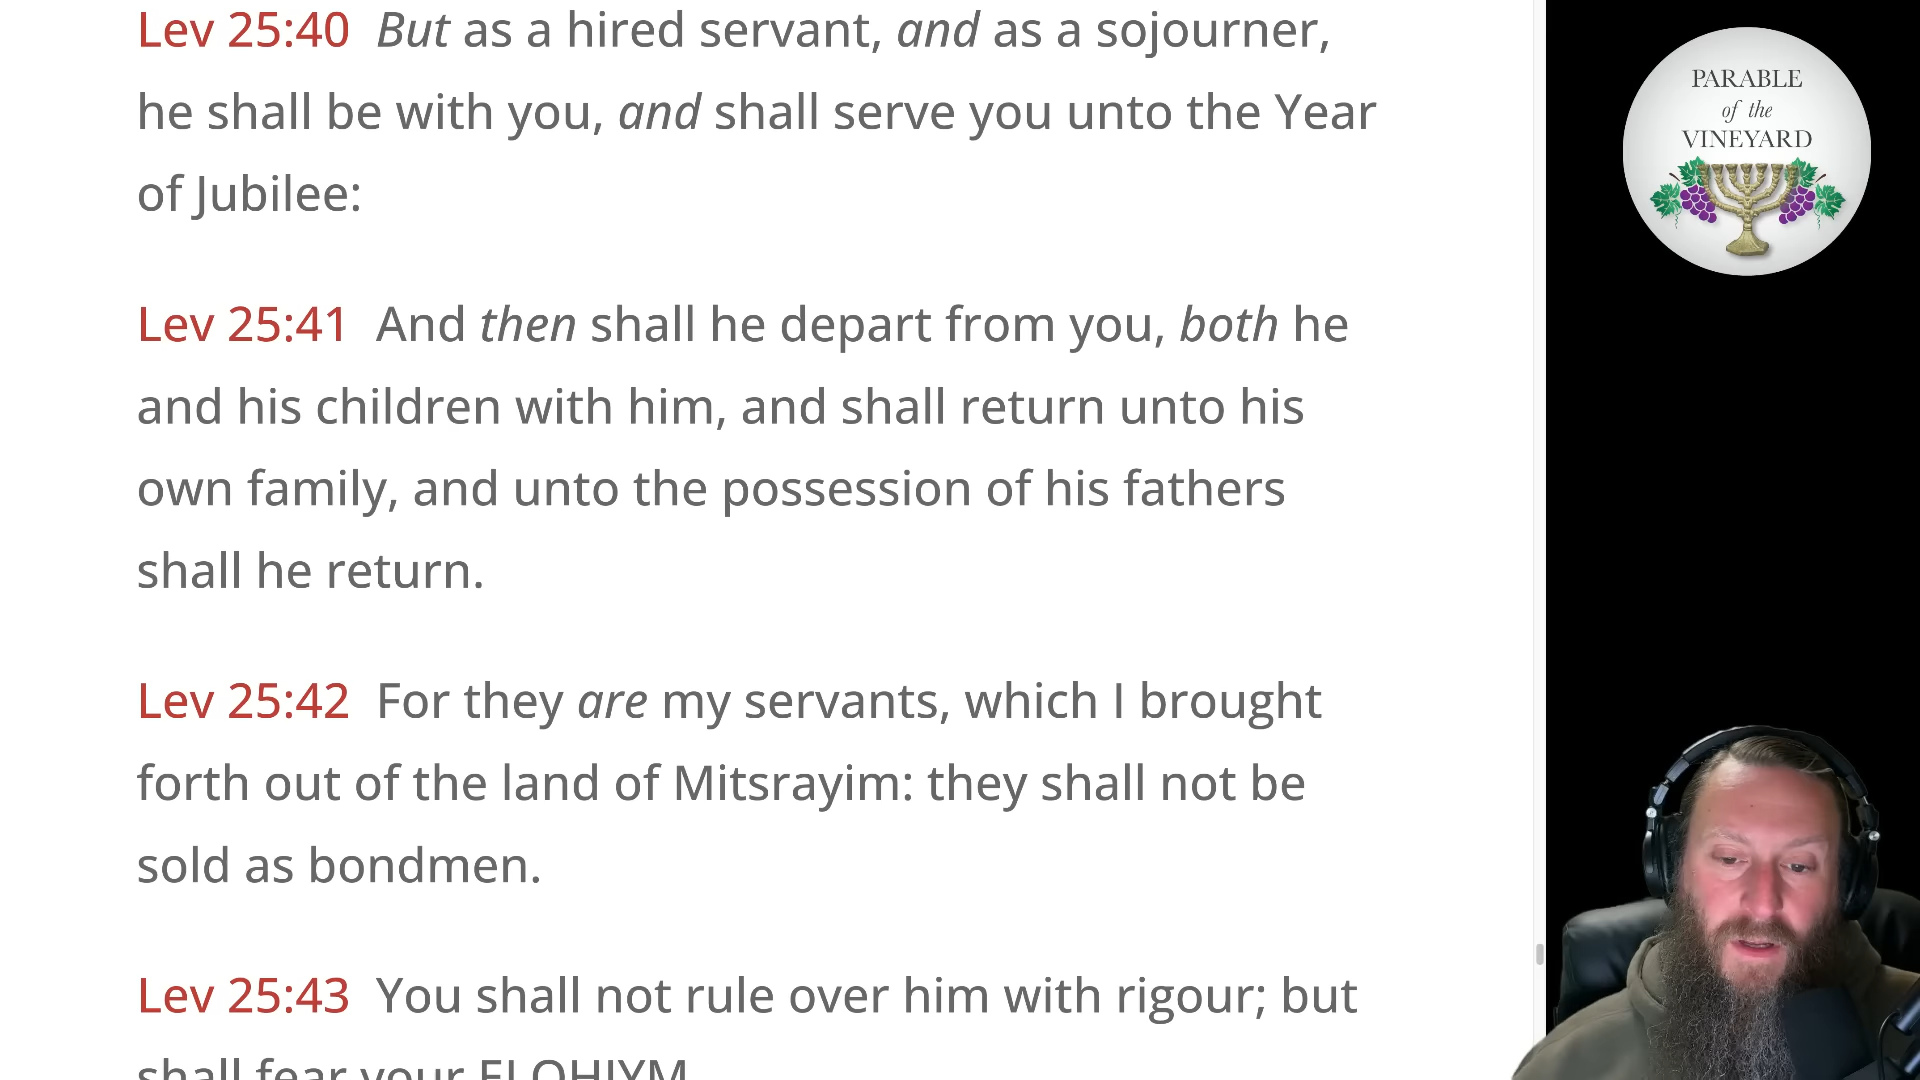 Lev 25:40 But as a hired servant, and as a sojourner,
he shall be with you, and shall serve you unto the Year
of Jubilee:
Lev 25:41 And then shall he depart from you, both he
and his children with him, and shall return unto his
own family, and unto the possession of his fathers
shall he return.
Lev 25:42 For they are my servants, which I brought
forth out of the land of Mitsrayim: they shall not be
sold as bondmen.
Lev 25:43 You shall not rule over him with rigour; but
shall fear your ELOHIYM
PARABLE
of the
VINEYARD